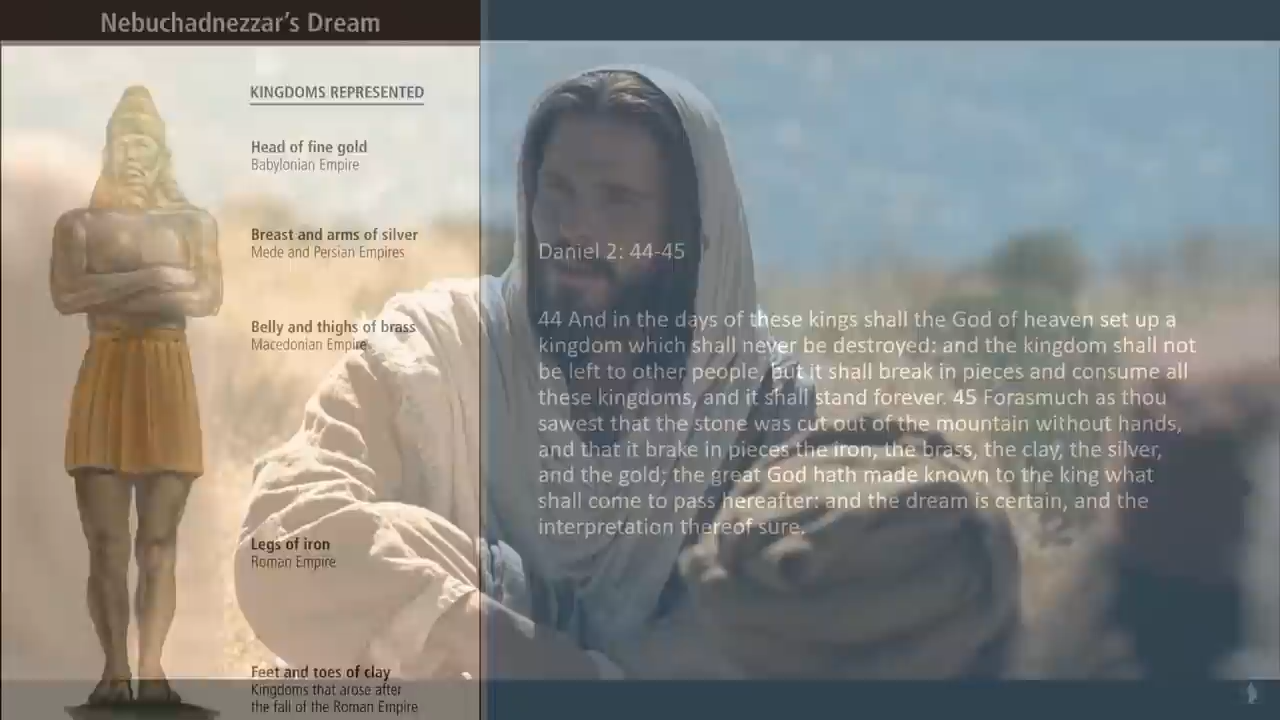 Nebuchadnezzar's Dream
KINGDOMS REPRESENTED
Head of fine gold
Babylonian Empire
Breast and arms of silver
Mede and Persian Empires
Belly and thighs of brass
Macedonian Empire
Legs of iron
Roman Empire
Feet and toes of clay
Kingdoms that arose after
the fall of the Roman Empire
Daniel 2: 44-45
44 And in the days of these kings shall the God of heaven set up a
kingdom which shall never be destroyed: and the kingdom shall not
be left to other people, but it shall break in pieces and consume all
these kingdoms, and it shall stand forever. 45 Forasmuch as thou
sawest that the stone was cut out of the mountain without hands,
and that it brake in pieces the iron, the brass, the clay, the silver,
and the gold; the great God hath made known to the king what
shall come to pass hereafter: and the dream is certain, and the
interpretation thereof sure.